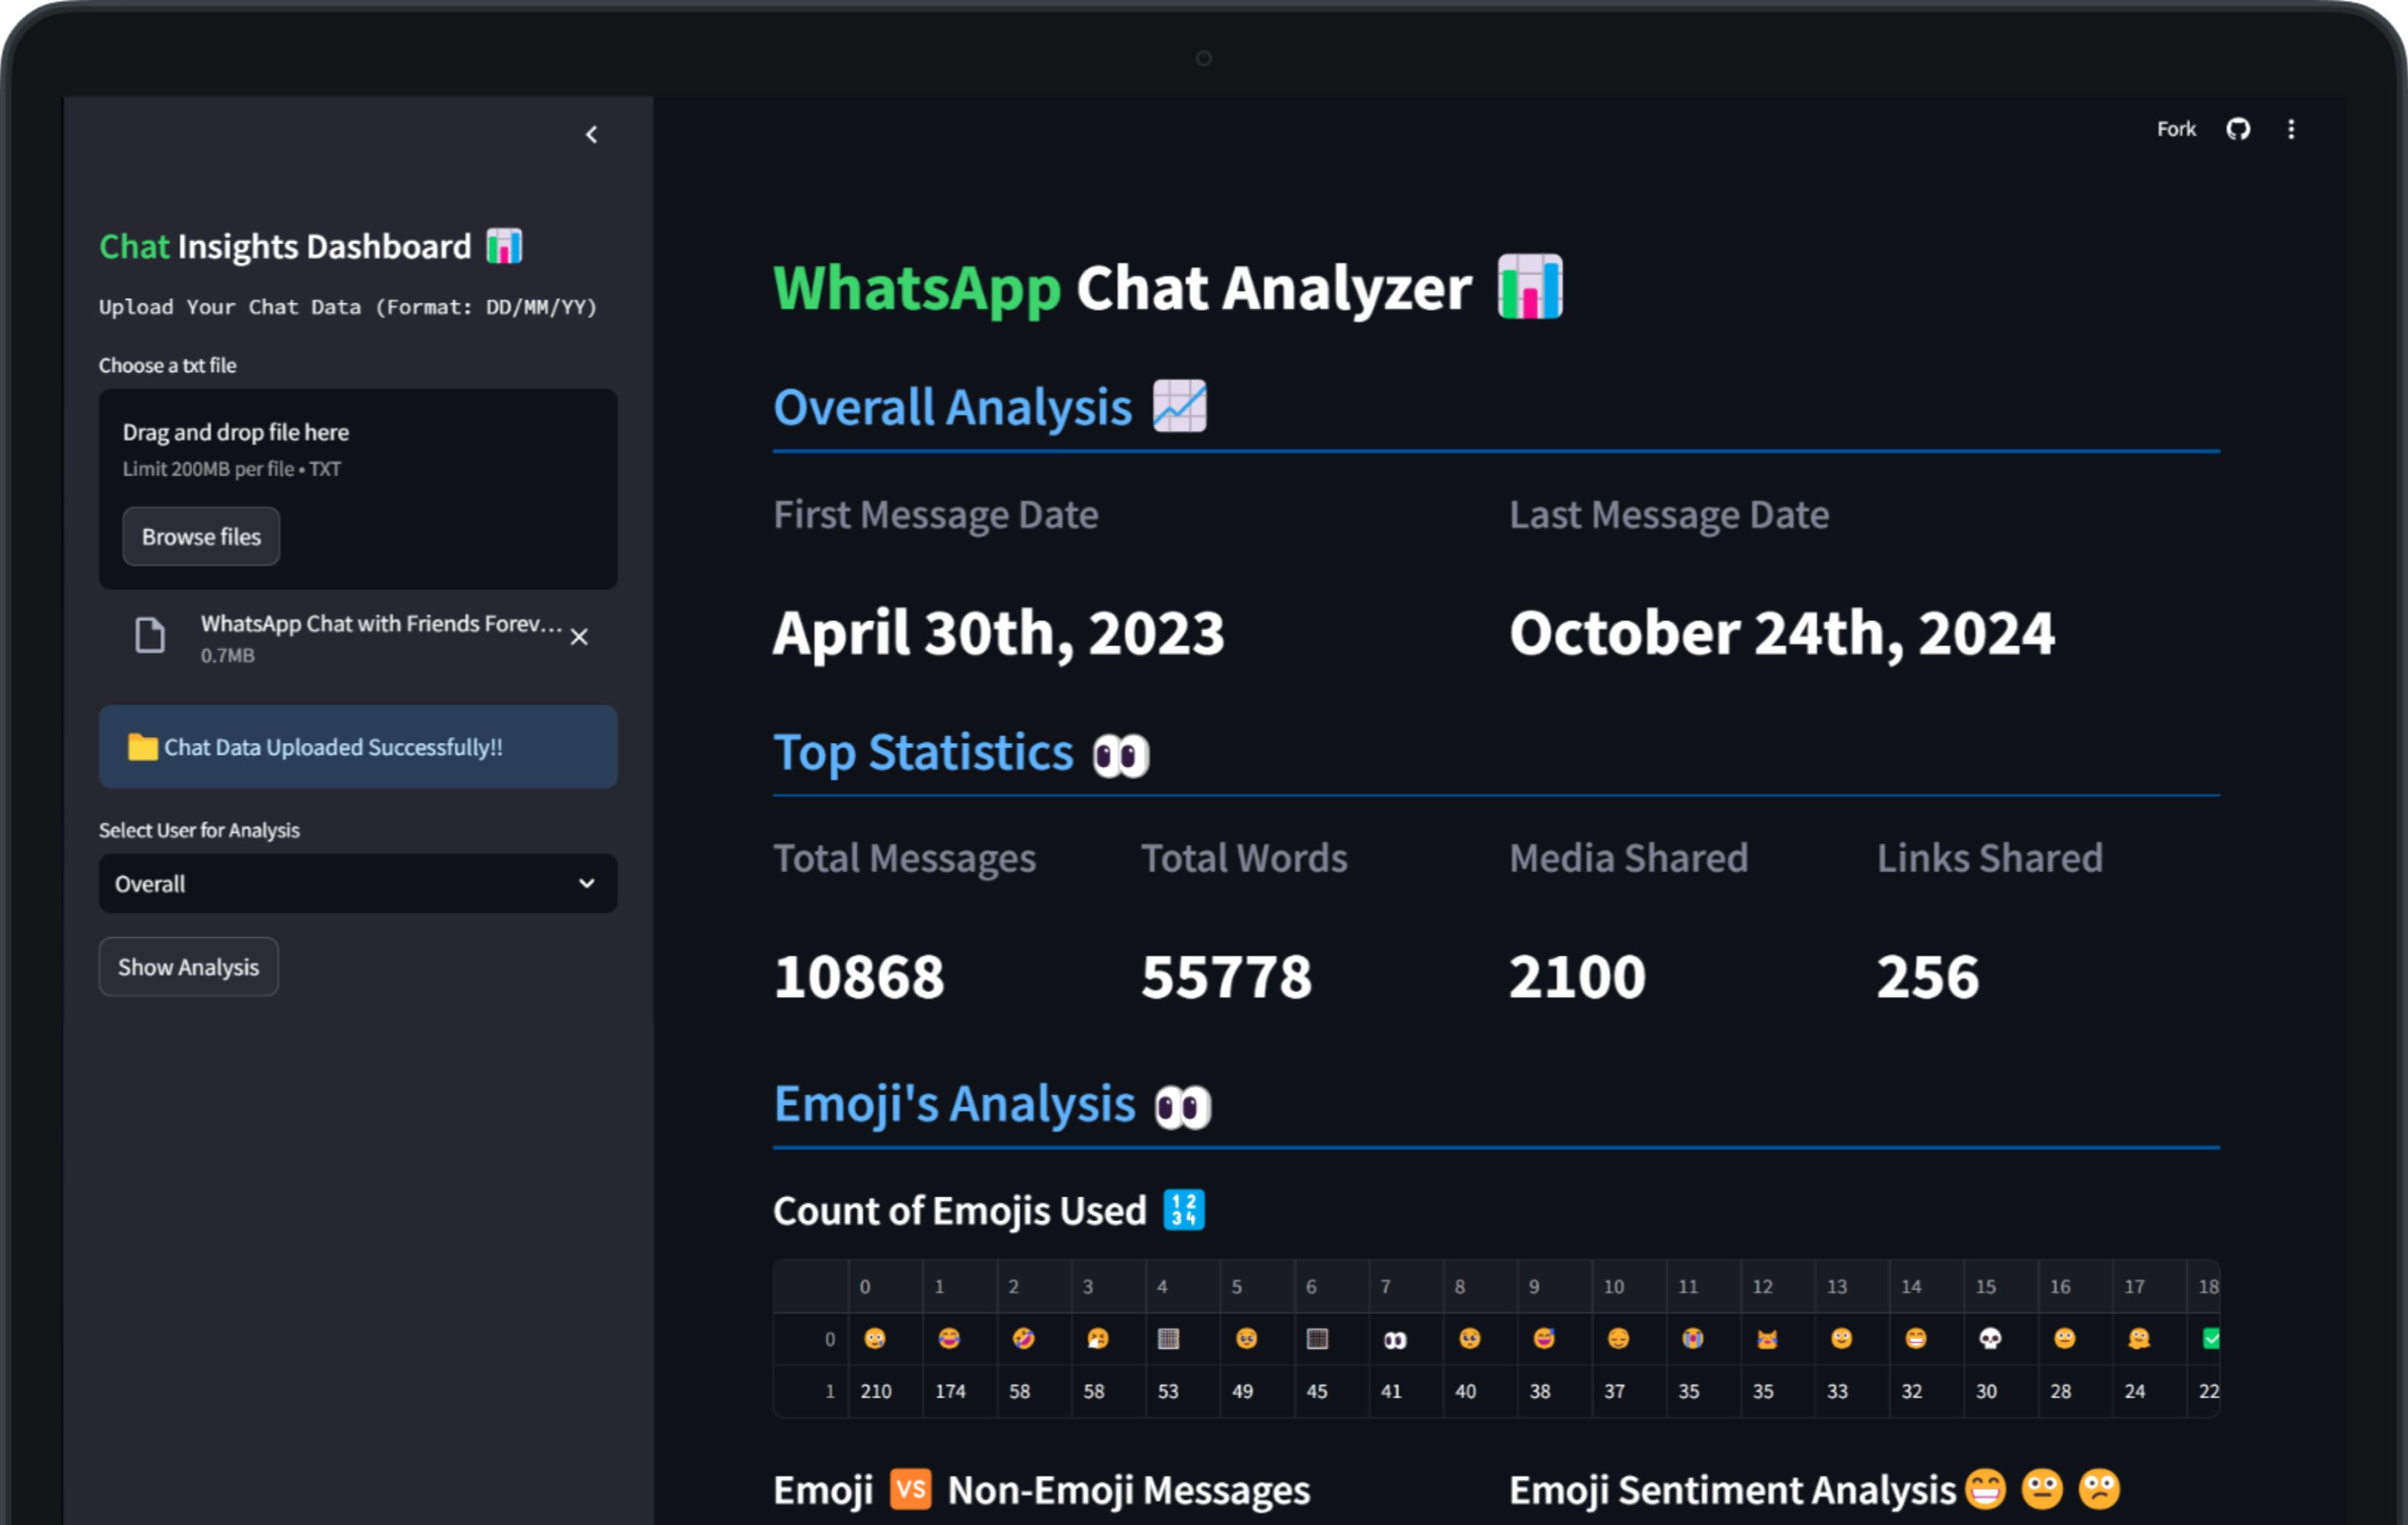 Fork
Chat Insights Dashboard
Upload Your Chat Data (Format: DD/MM/YY)
Choose a txt file
Drag and drop file here
Limit 200MB per file • TXT
Browse files
WhatsApp Chat with Friends Forev...
0.7MB
Chat Data Uploaded Successfully!!
Select User for Analysis
Overall
Show Analysis
WhatsApp Chat Analyzer
Overall Analysis
First Message Date Last Message Date
April 30th, 2023 October 24th, 2024
Top Statistics
Total Messages Total Words Media Shared Links Shared
10868 55778 2100 256
Emoji's Analysis
Count of Emojis Used 1234
0 1 2 3 4 5 6 7 8 9 10 11 12 13 14 15 16 17 18
0
1 210 174 58 58 53 49 45 41 40 38 37 35 35 33 32 30 28 24 22
Emoji VS Non-Emoji Messages Emoji Sentiment Analysis